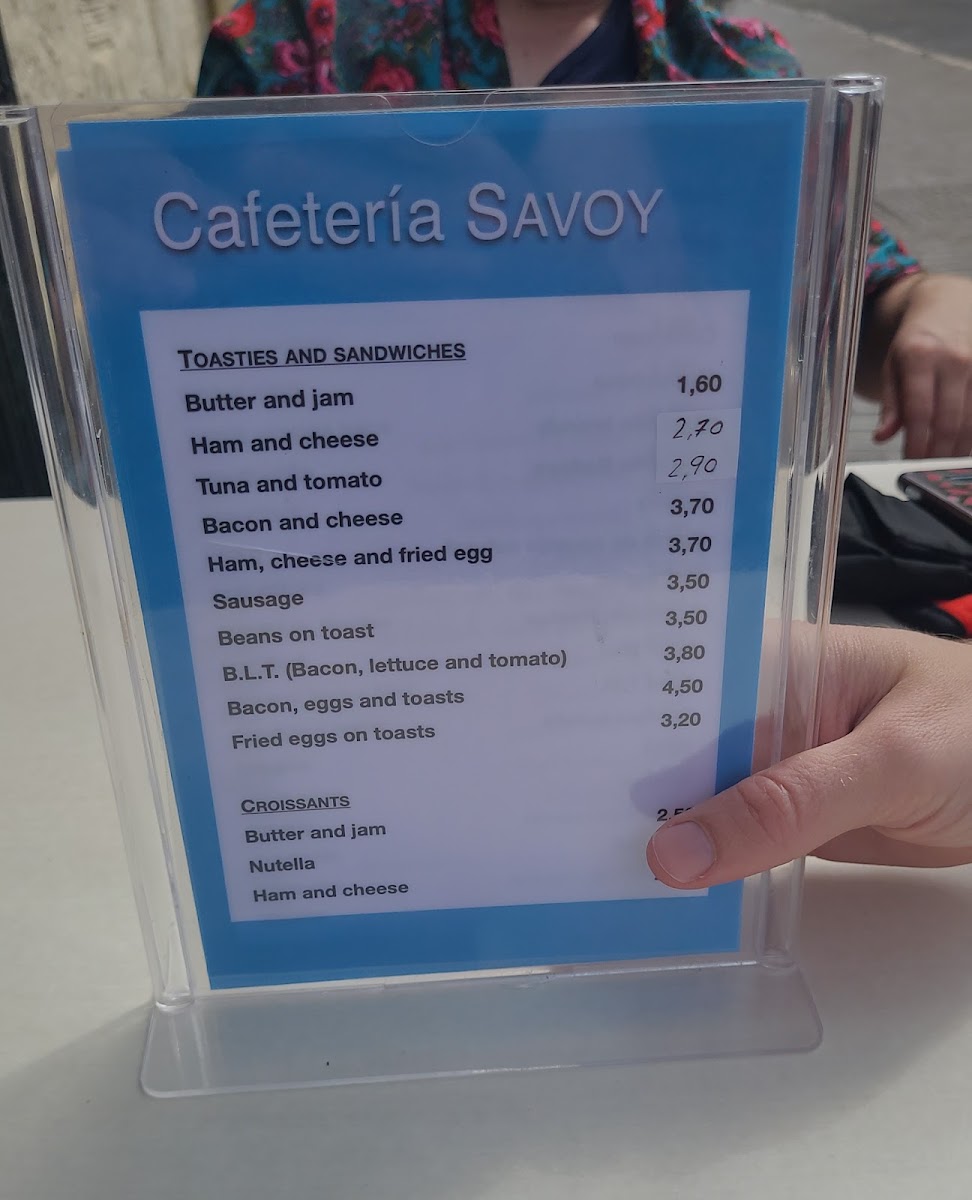 Cafetería SAVOY
TOASTIES AND SANDWICHES
Butter and jam 1,60
Ham and cheese 2,70
Tuna and tomato 2,90
Bacon and cheese 3,70
Ham, cheese and fried egg 3,70
Sausage 3,50
Beans on toast 3,50
B.L.T. (Bacon, lettuce and tomato) 3,80
Bacon, eggs and toasts 4,50
Fried eggs on toasts 3,20
CROISSANTS
Butter and jam
Nutella
Ham and cheese